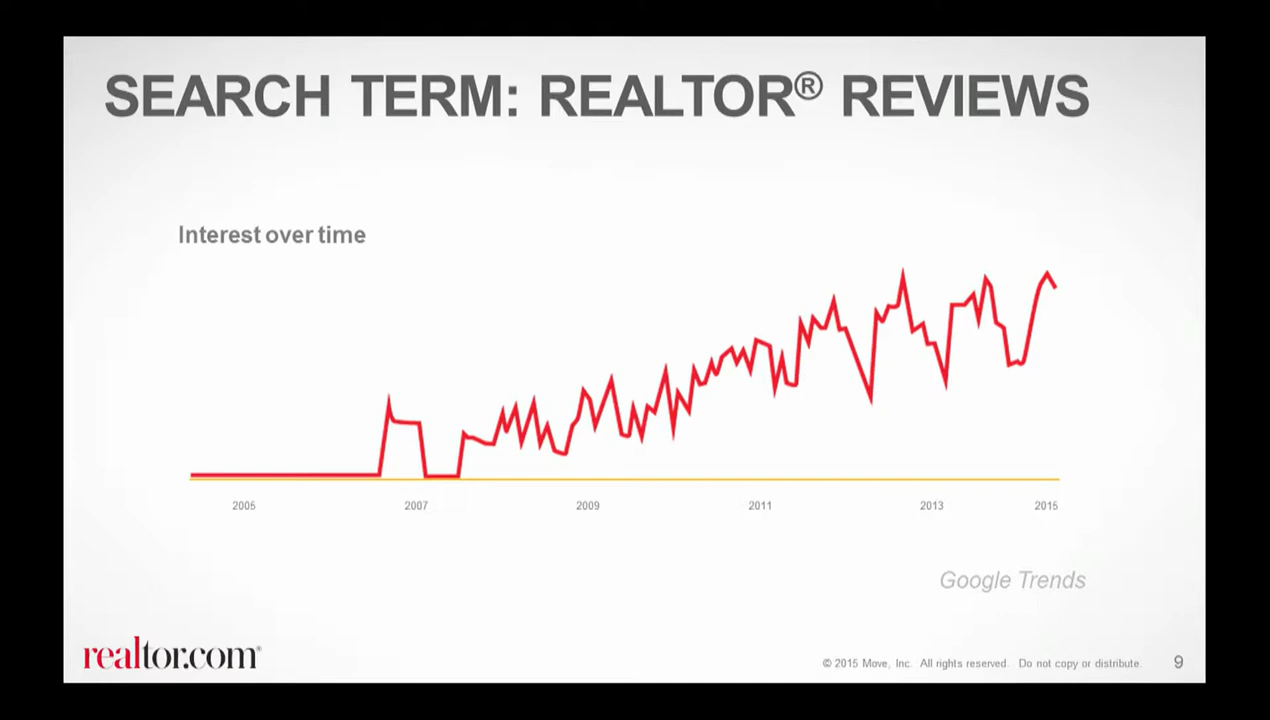 SEARCH TERM: REALTOR® REVIEWS
Interest over time
2005 2007 2009 2011 2013 2015
Google Trends
realtor.com®
© 2015 Move, Inc. All rights reserved. Do not copy or distribute. 9